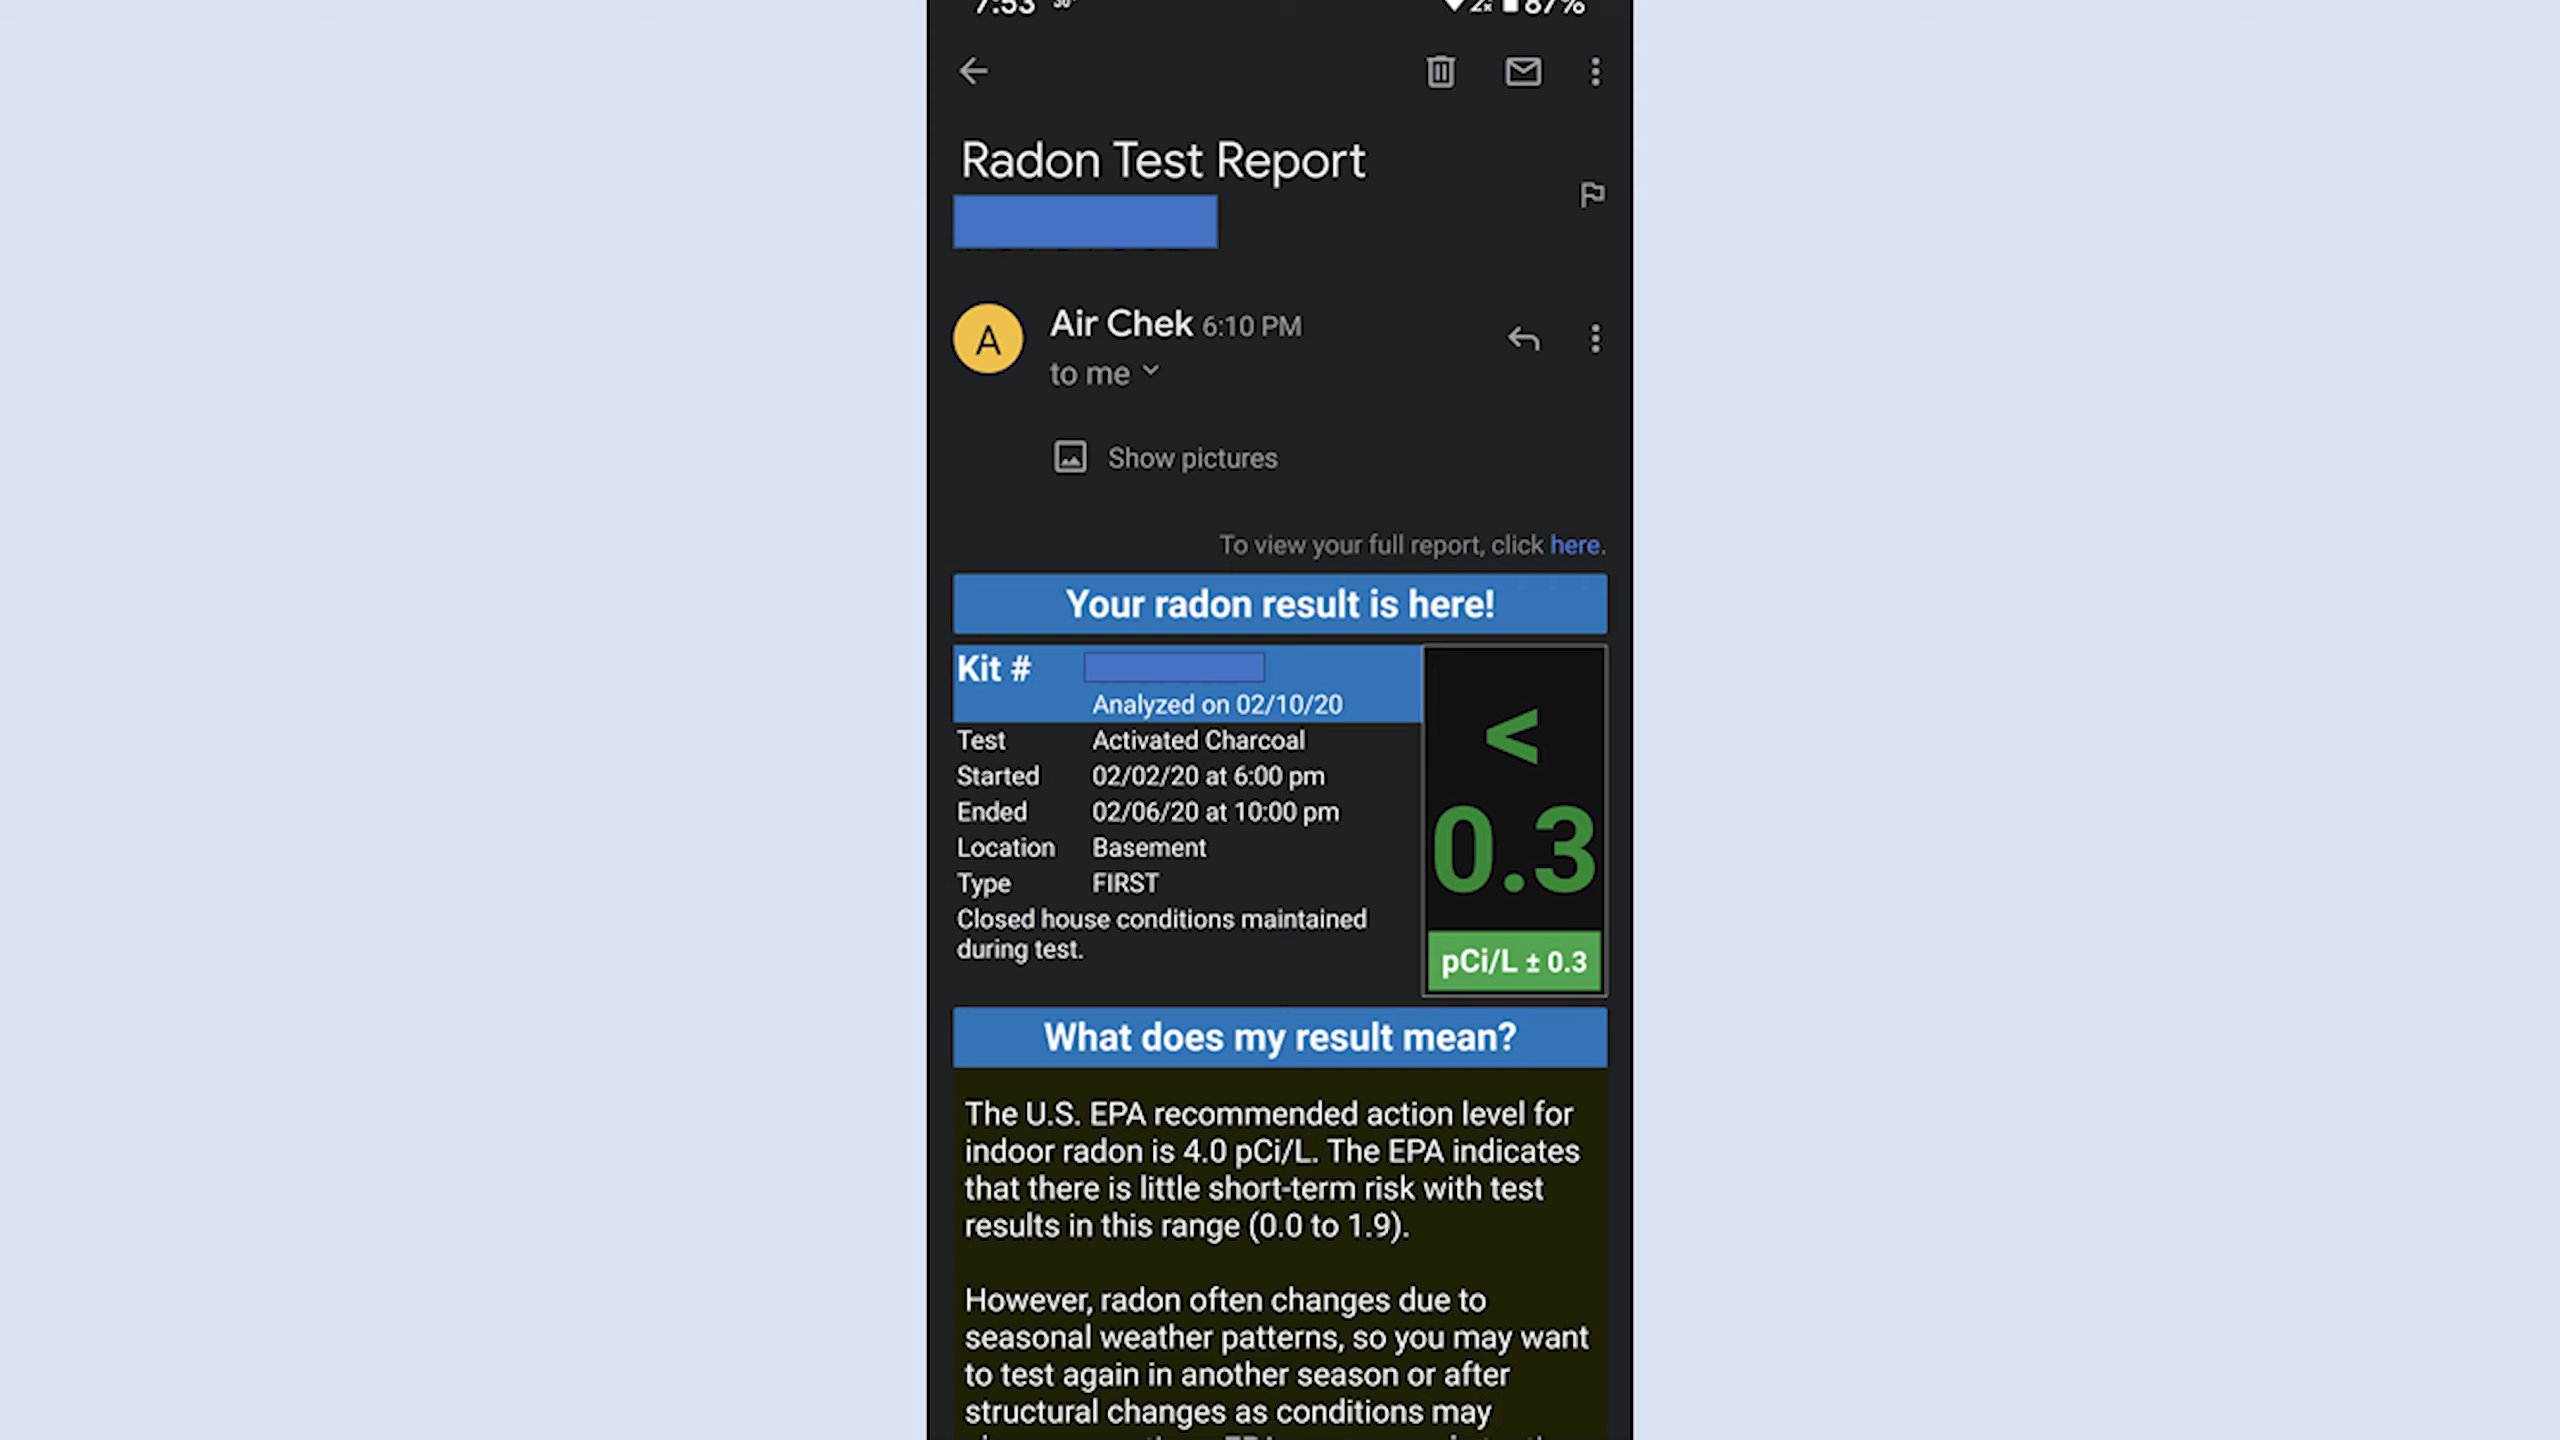 7:53 30°
87%
Radon Test Report
A
Air Chek 6:10 PM
to me
Show pictures
To view your full report, click here.
Your radon result is here!
Kit #
Analyzed on 02/10/20
Test Activated Charcoal
Started 02/02/20 at 6:00 pm
Ended 02/06/20 at 10:00 pm
Location Basement
Type FIRST
Closed house conditions maintained
during test.
<
0.3
pCi/L ± 0.3
What does my result mean?
The U.S. EPA recommended action level for
indoor radon is 4.0 pCi/L. The EPA indicates
that there is little short-term risk with test
results in this range (0.0 to 1.9).
However, radon often changes due to
seasonal weather patterns, so you may want
to test again in another season or after
structural changes as conditions may